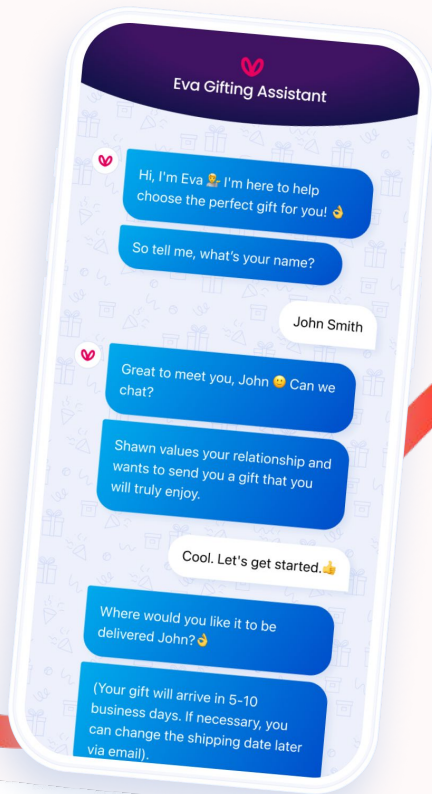 Eva Gifting Assistant
Hi, I'm Eva 💁‍♂️ I'm here to help
choose the perfect gift for you! 👌
So tell me, what's your name?
John Smith
Great to meet you, John 🙂 Can we
chat?
Shawn values your relationship and
wants to send you a gift that you
will truly enjoy.
Cool. Let's get started.👍
Where would you like it to be
delivered John?👌
(Your gift will arrive in 5-10
business days. If necessary, you
can change the shipping date later
via email).